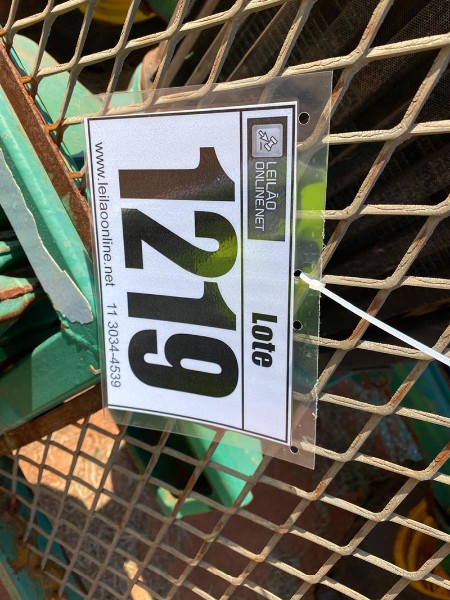 LEILÃO
ONLINE.NET
Lote
1219
www.leilaoonline.net 11 3034-4539